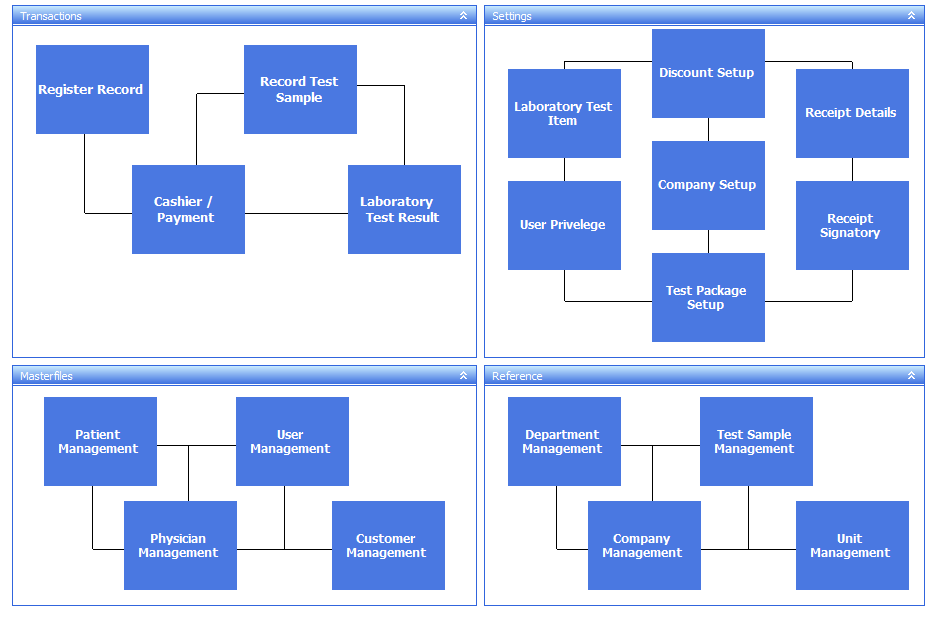 Transactions
Register Record
Record Test
Sample
Cashier /
Payment
Laboratory
Test Result
Settings
Discount Setup
Laboratory Test
Item
Receipt Details
Company Setup
User Privelege
Receipt
Signatory
Test Package
Setup
Masterfiles
Patient
Management
User
Management
Physician
Management
Customer
Management
Reference
Department
Management
Test Sample
Management
Company
Management
Unit
Management